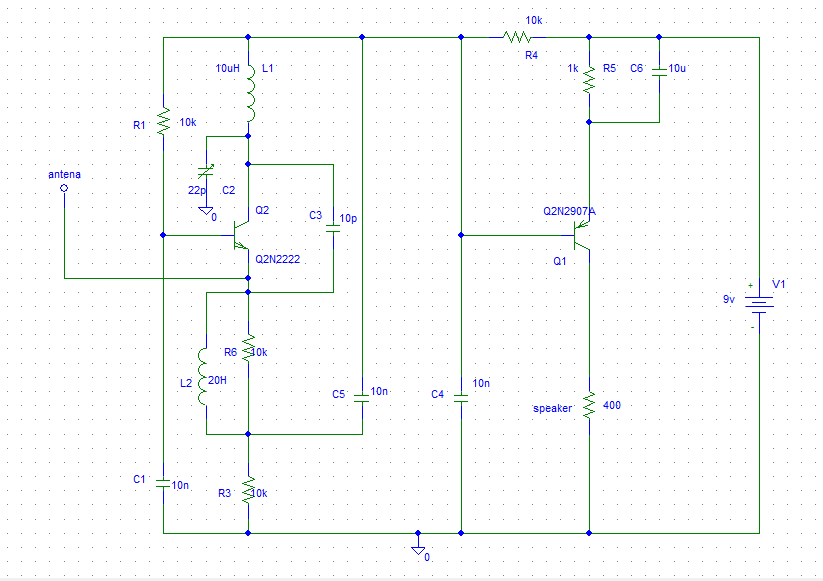 10k
R4
10uH L1
1k R5 C6 10u
R1 10k
antena
22p C2
0
Q2
C3 10p
Q2N2907A
Q2N2222
Q1
+ V1
9v
-
R6 10k
L2 20H
C5 10n
C4 10n
speaker 400
C1 10n
R3 10k
0